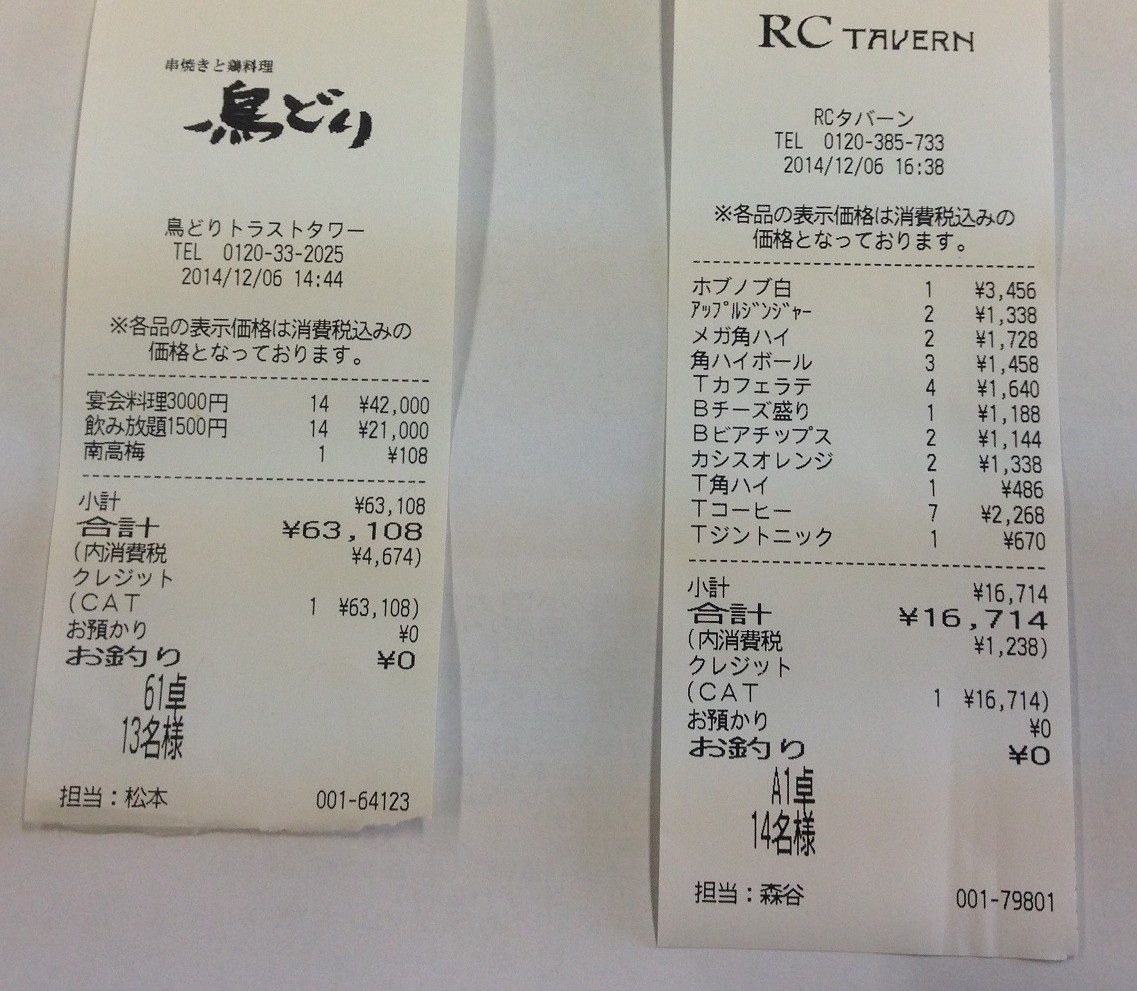 串焼きと鶏料理
鳥どり
鳥どりトラストタワー
TEL 0120-33-2025
2014/12/06 14:44
※各品の表示価格は消費税込みの
価格となっております。
宴会料理3000円 14 ¥42,000
飲み放題1500円 14 ¥21,000
南高梅 1 ¥108
小計 ¥63,108
合計 ¥63,108
(内消費税 ¥4,674)
クレジット
(CAT 1 ¥63,108)
お預かり ¥0
お釣り ¥0
61卓
13名様
担当：松本 001-64123
RC TAVERN
RCタバーン
TEL 0120-385-733
2014/12/06 16:38
※各品の表示価格は消費税込みの
価格となっております。
ホブノブ白 1 ¥3,456
ｱｯﾌﾟﾙｼﾞﾝｼﾞｬｰ 2 ¥1,338
メガ角ハイ 2 ¥1,728
角ハイボール 3 ¥1,458
Tカフェラテ 4 ¥1,640
Bチーズ盛り 1 ¥1,188
Bビアチップス 2 ¥1,144
カシスオレンジ 2 ¥1,338
T角ハイ 1 ¥486
Tコーヒー 7 ¥2,268
Tジントニック 1 ¥670
小計 ¥16,714
合計 ¥16,714
(内消費税 ¥1,238)
クレジット
(CAT 1 ¥16,714)
お預かり ¥0
お釣り ¥0
A1卓
14名様
担当：森谷 001-79801